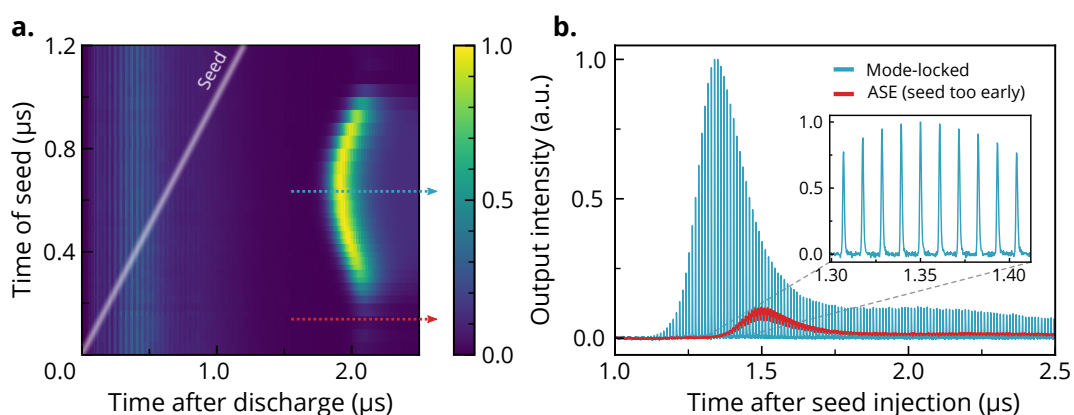 a.
1.2
0.8
0.4
0.0
Time of seed (µs)
Seed
1.0
2.0
Time after discharge (µs)
1.0
0.5
0.0
b.
Output intensity (a.u.)
1.0
0.5
0.0
Mode-locked
ASE (seed too early)
1.0
0.5
0.0
1.30
1.35
1.40
1.0
1.5
2.0
2.5
Time after seed injection (µs)